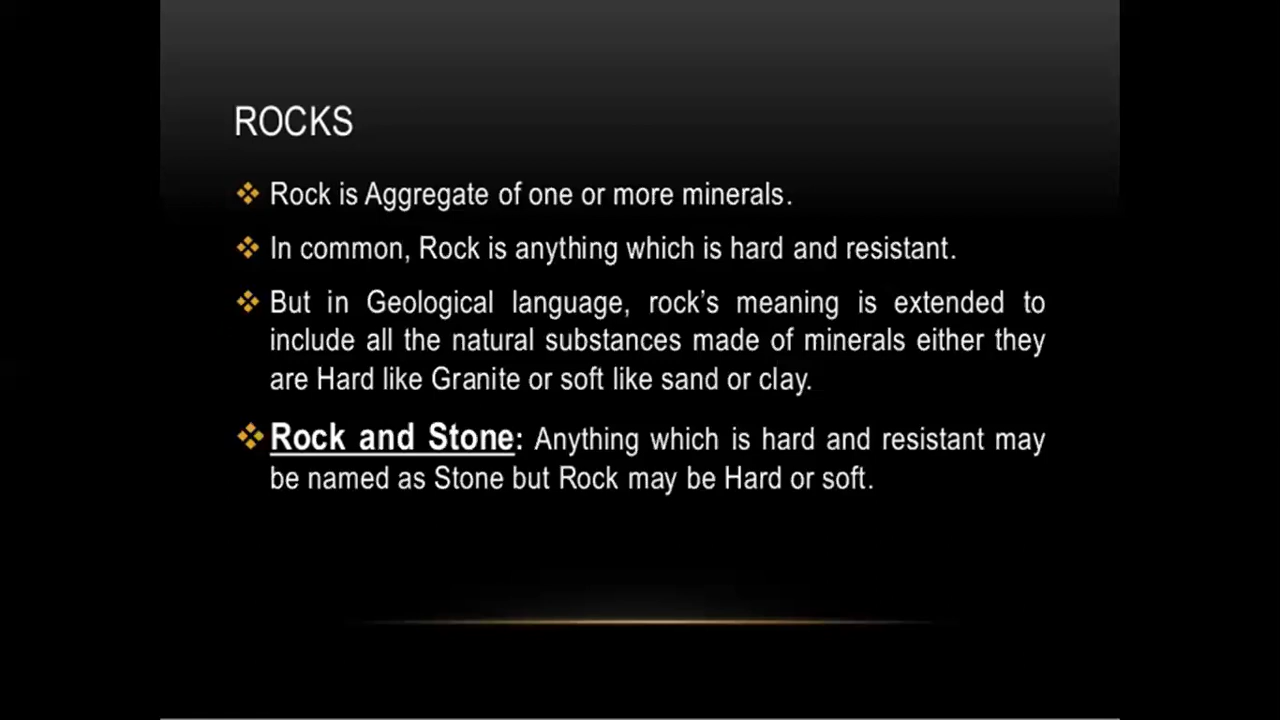 ROCKS
Rock is Aggregate of one or more minerals.
In common, Rock is anything which is hard and resistant.
But in Geological language, rock's meaning is extended to
include all the natural substances made of minerals either they
are Hard like Granite or soft like sand or clay.
Rock and Stone: Anything which is hard and resistant may
be named as Stone but Rock may be Hard or soft.